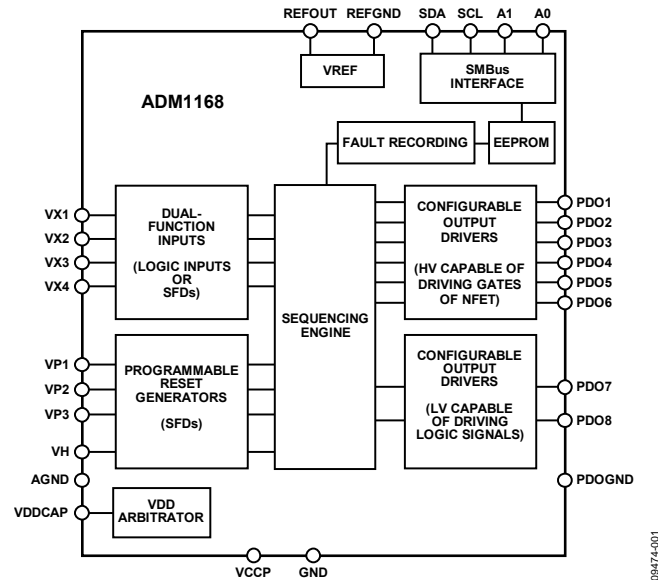 REFOUT REFGND SDA SCL A1 A0
VREF
SMBus
INTERFACE
ADM1168
FAULT RECORDING
EEPROM
VX1
VX2
VX3
VX4
DUAL-
FUNCTION
INPUTS
(LOGIC INPUTS
OR
SFDs)
SEQUENCING
ENGINE
CONFIGURABLE
OUTPUT
DRIVERS
(HV CAPABLE OF
DRIVING GATES
OF NFET)
PDO1
PDO2
PDO3
PDO4
PDO5
PDO6
VP1
VP2
VP3
VH
PROGRAMMABLE
RESET
GENERATORS
(SFDs)
CONFIGURABLE
OUTPUT
DRIVERS
(LV CAPABLE
OF DRIVING
LOGIC SIGNALS)
PDO7
PDO8
AGND
PDOGND
VDDCAP
VDD
ARBITRATOR
VCCP GND
09474-001